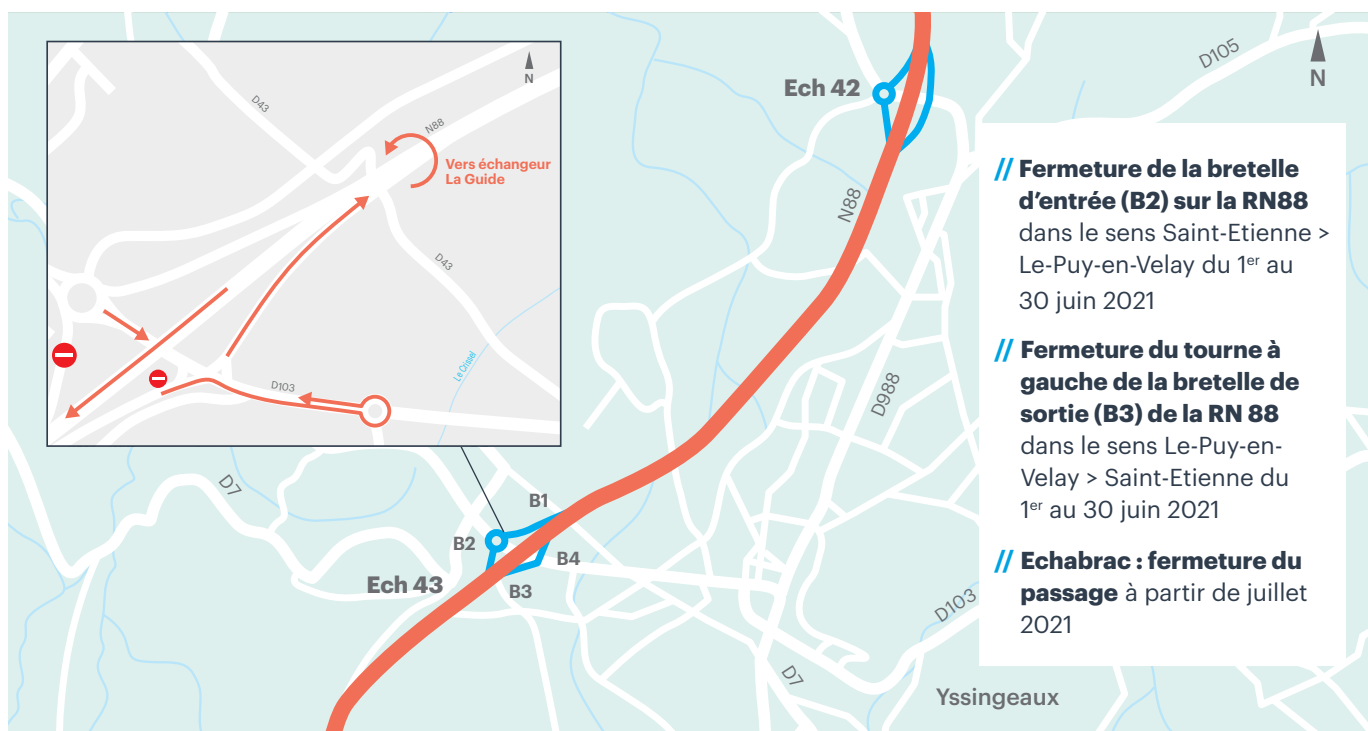 N
D43
N88
Vers échangeur
La Guide
D43
Le Crisel
D103
Ech 42
D105
N
N88
// Fermeture de la bretelle
d'entrée (B2) sur la RN88
dans le sens Saint-Etienne >
Le-Puy-en-Velay du 1er au
30 juin 2021
// Fermeture du tourne à
gauche de la bretelle de
sortie (B3) de la RN 88
dans le sens Le-Puy-en-
Velay > Saint-Etienne du
1er au 30 juin 2021
// Echabrac : fermeture du
passage à partir de juillet
2021
D988
D7
B1
B2
B4
Ech 43
B3
D103
D7
Yssingeaux